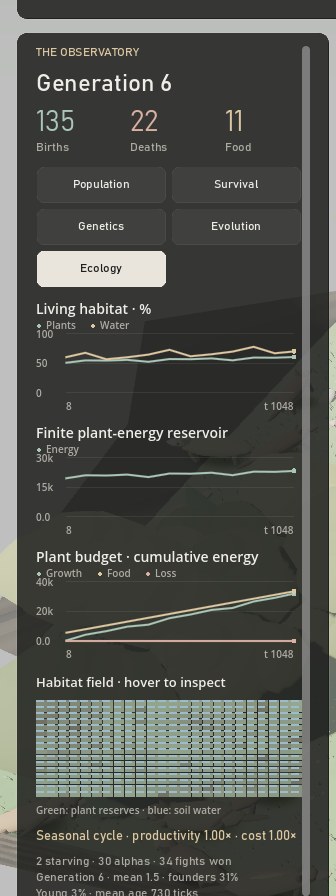 THE OBSERVATORY
Generation 6
135 22 11
Births Deaths Food
Population Survival
Genetics Evolution
Ecology
Living habitat · %
Plants Water
100
50
0
8 t 1048
Finite plant-energy reservoir
Energy
30k
15k
0.0
8 t 1048
Plant budget · cumulative energy
Growth Food Loss
40k
20k
0.0
8 t 1048
Habitat field · hover to inspect
Green: plant reserves · blue: soil water
Seasonal cycle · productivity 1.00× · cost 1.00×
2 starving · 30 alphas · 34 fights won
Generation 6 · mean 1.5 · founders 31%
Young 3% · mean age 730 ticks